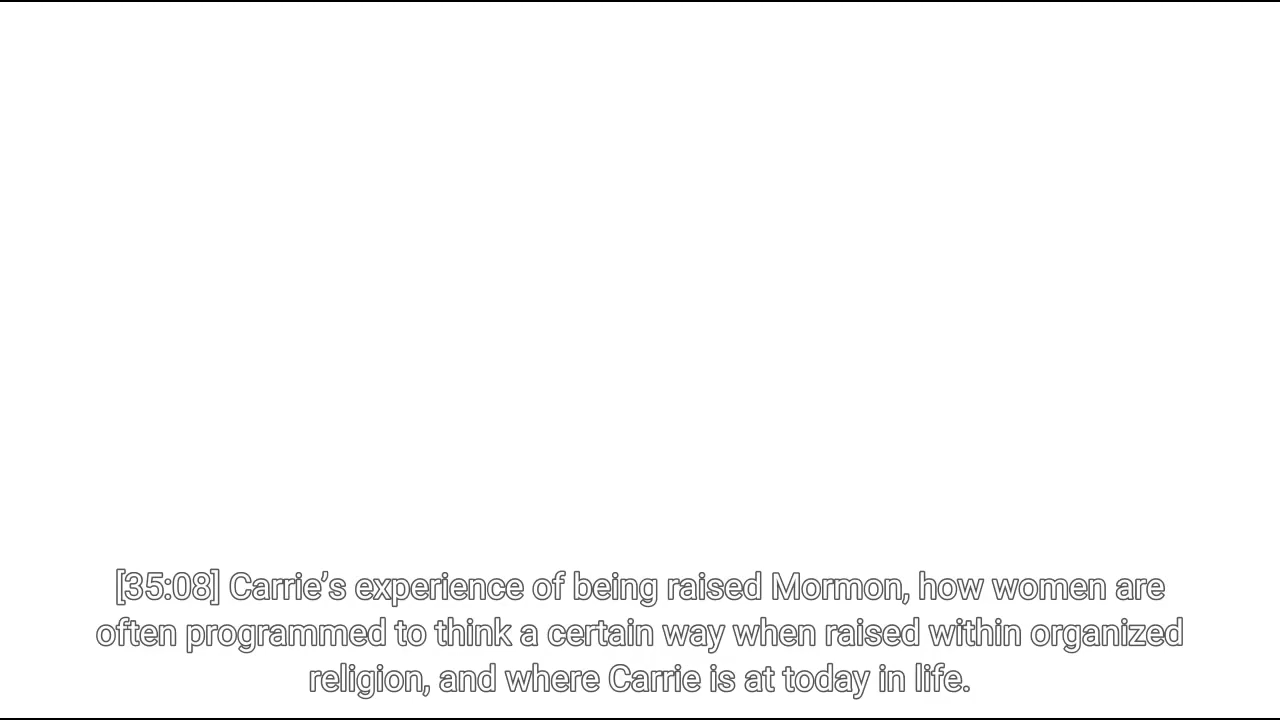 [35:08] Carrie’s experience of being raised Mormon, how women are
often programmed to think a certain way when raised within organized
religion, and where Carrie is at today in life.